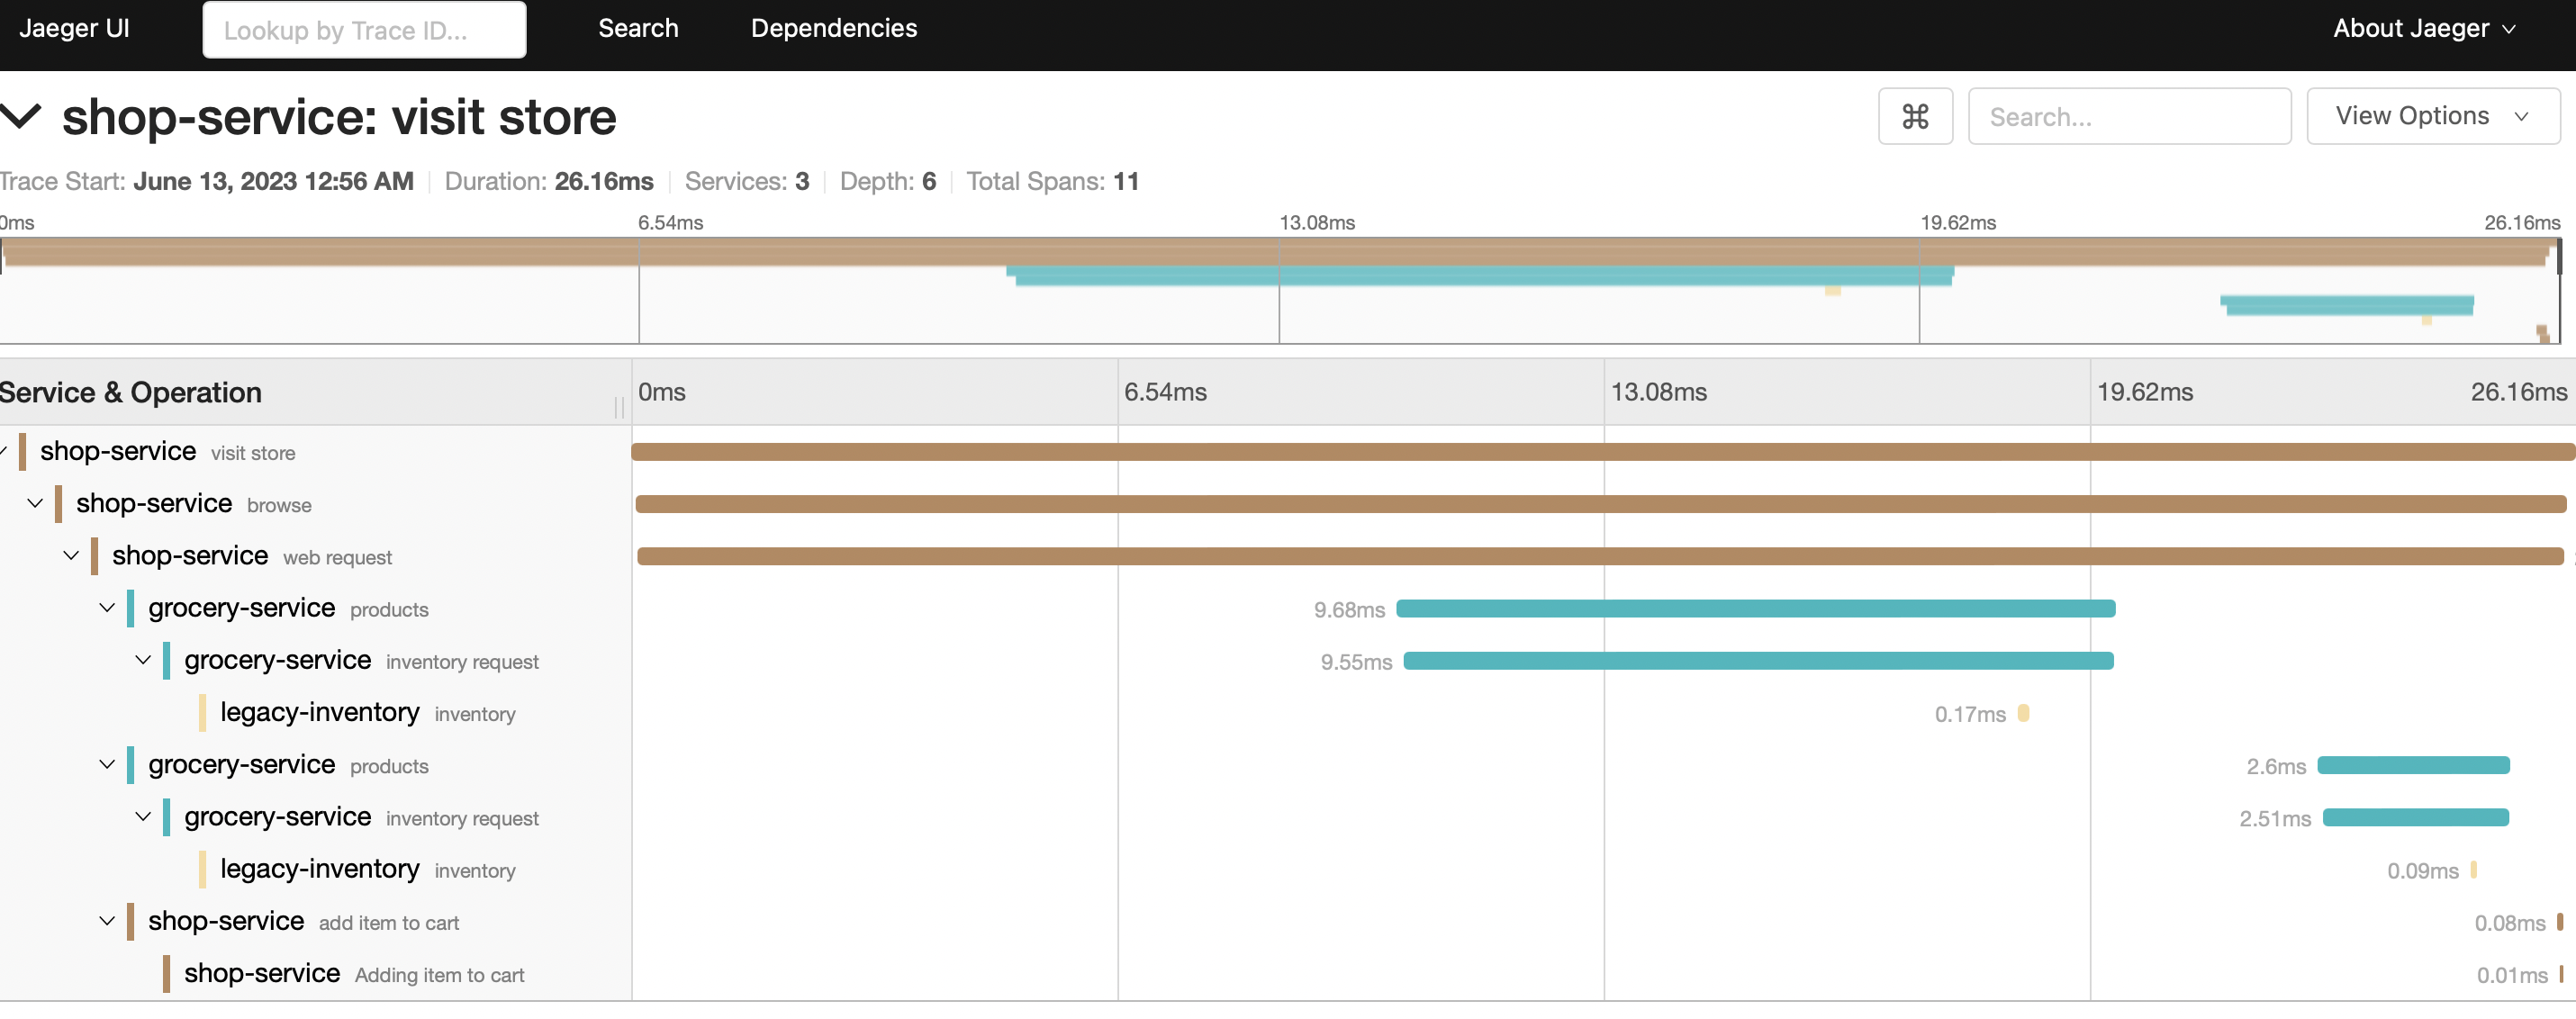 Jaeger UI Lookup by Trace ID... Search Dependencies About Jaeger
shop-service: visit store ⌘ Search... View Options
Trace Start: June 13, 2023 12:56 AM Duration: 26.16ms Services: 3 Depth: 6 Total Spans: 11
0ms 6.54ms 13.08ms 19.62ms 26.16ms
Service & Operation 0ms 6.54ms 13.08ms 19.62ms 26.16ms
shop-service visit store
shop-service browse
shop-service web request
grocery-service products 9.68ms
grocery-service inventory request 9.55ms
legacy-inventory inventory 0.17ms
grocery-service products 2.6ms
grocery-service inventory request 2.51ms
legacy-inventory inventory 0.09ms
shop-service add item to cart 0.08ms
shop-service Adding item to cart 0.01ms